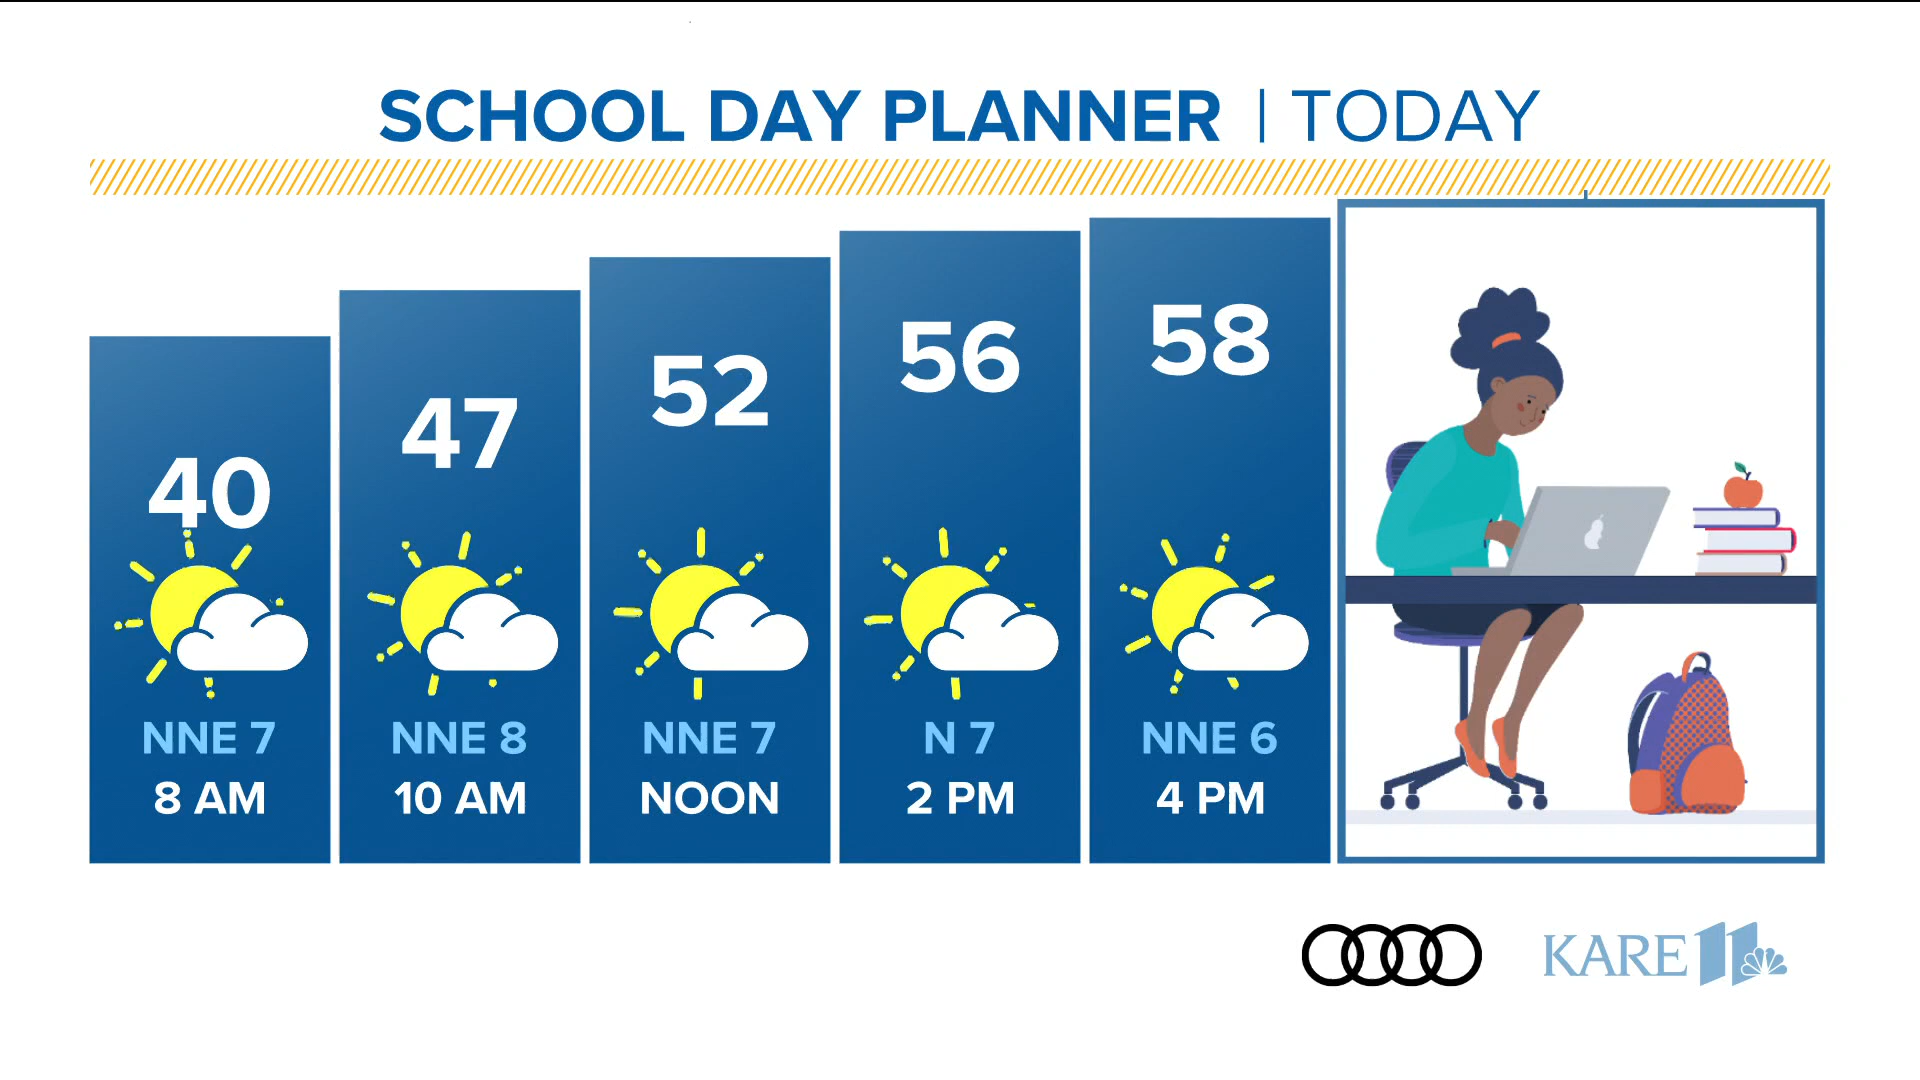 SCHOOL DAY PLANNER | TODAY
40
NNE 7
8 AM
47
NNE 8
10 AM
52
NNE 7
NOON
56
N 7
2 PM
58
NNE 6
4 PM
KARE 11